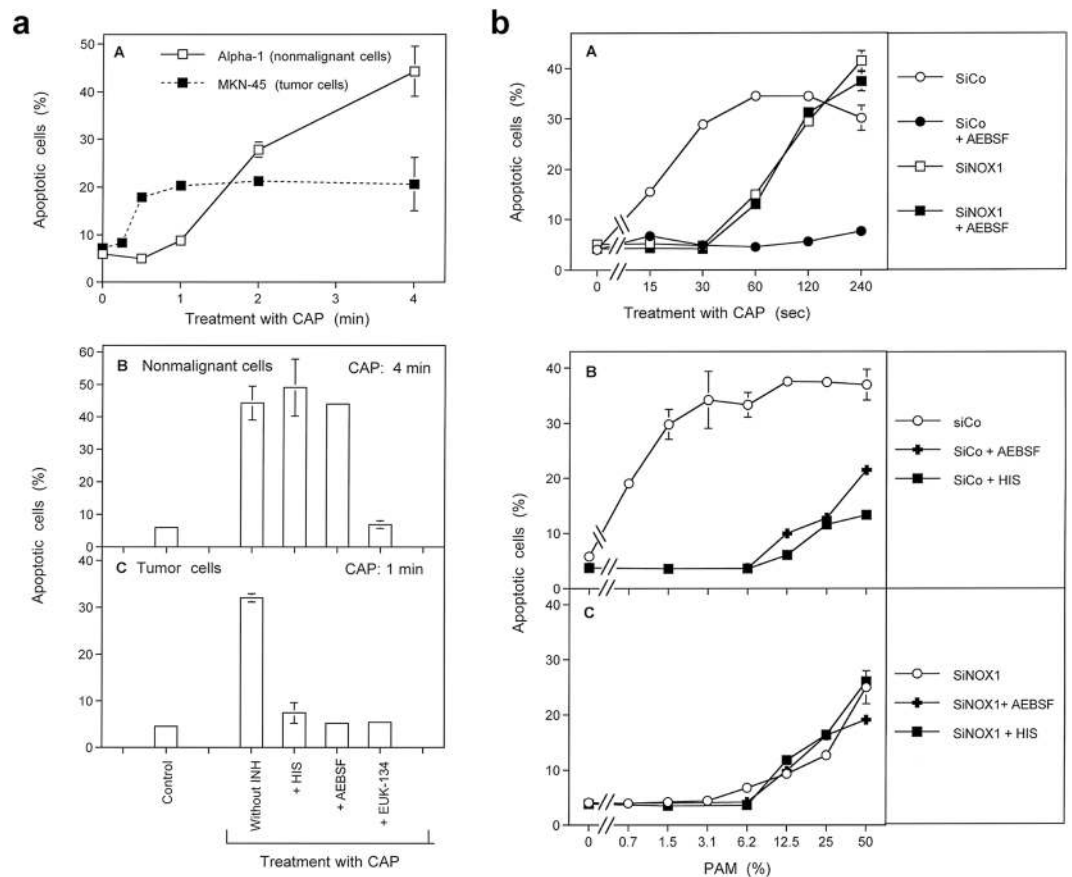 a
A
Alpha-1 (nonmalignant cells)
MKN-45 (tumor cells)
Apoptotic cells (%)
50
40
30
20
10
0
0 1 2 3 4
Treatment with CAP (min)
B Nonmalignant cells CAP: 4 min
60
50
40
30
20
10
0
C Tumor cells CAP: 1 min
Apoptotic cells (%)
30
20
10
0
Control
Without INH
+ HIS
+ AEBSF
+ EUK-134
Treatment with CAP
b
A
Apoptotic cells (%)
40
30
20
10
0
0 15 30 60 120 240
Treatment with CAP (sec)
SiCo
SiCo
+ AEBSF
SiNOX1
SiNOX1
+ AEBSF
B
Apoptotic cells (%)
40
30
20
10
0
siCo
SiCo + AEBSF
SiCo + HIS
C
30
20
10
0
0 0.7 1.5 3.1 6.2 12.5 25 50
PAM (%)
SiNOX1
SiNOX1+ AEBSF
SiNOX1 + HIS